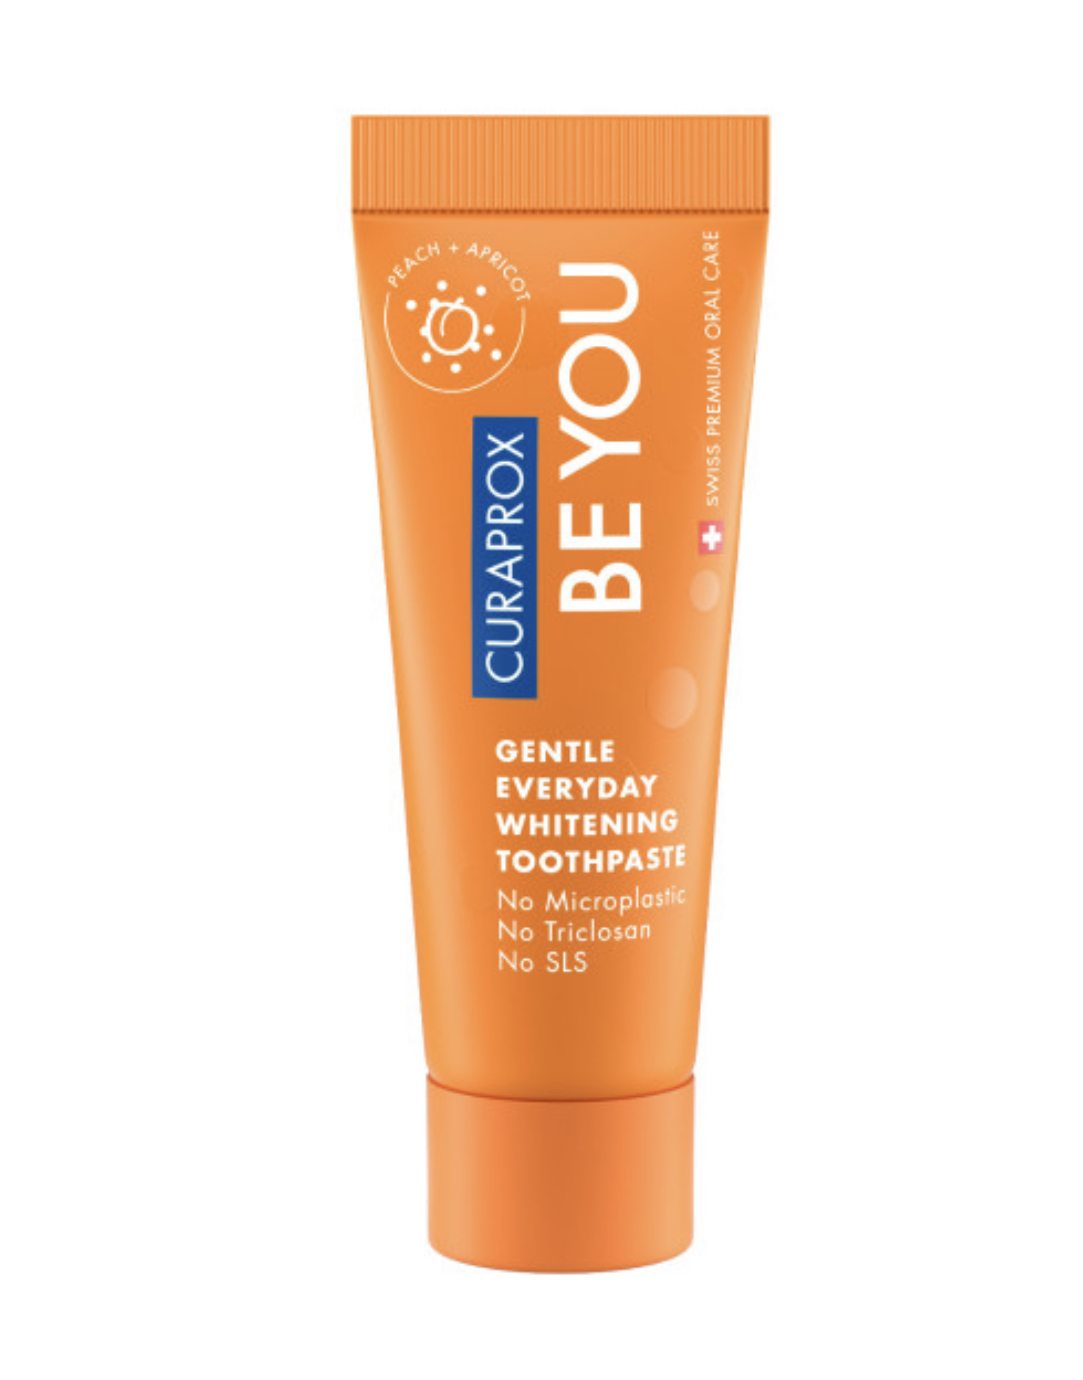 PEACH + APRICOT
CURAPROX
BE YOU
SWISS PREMIUM ORAL CARE
GENTLE
EVERYDAY
WHITENING
TOOTHPASTE
No Microplastic
No Triclosan
No SLS